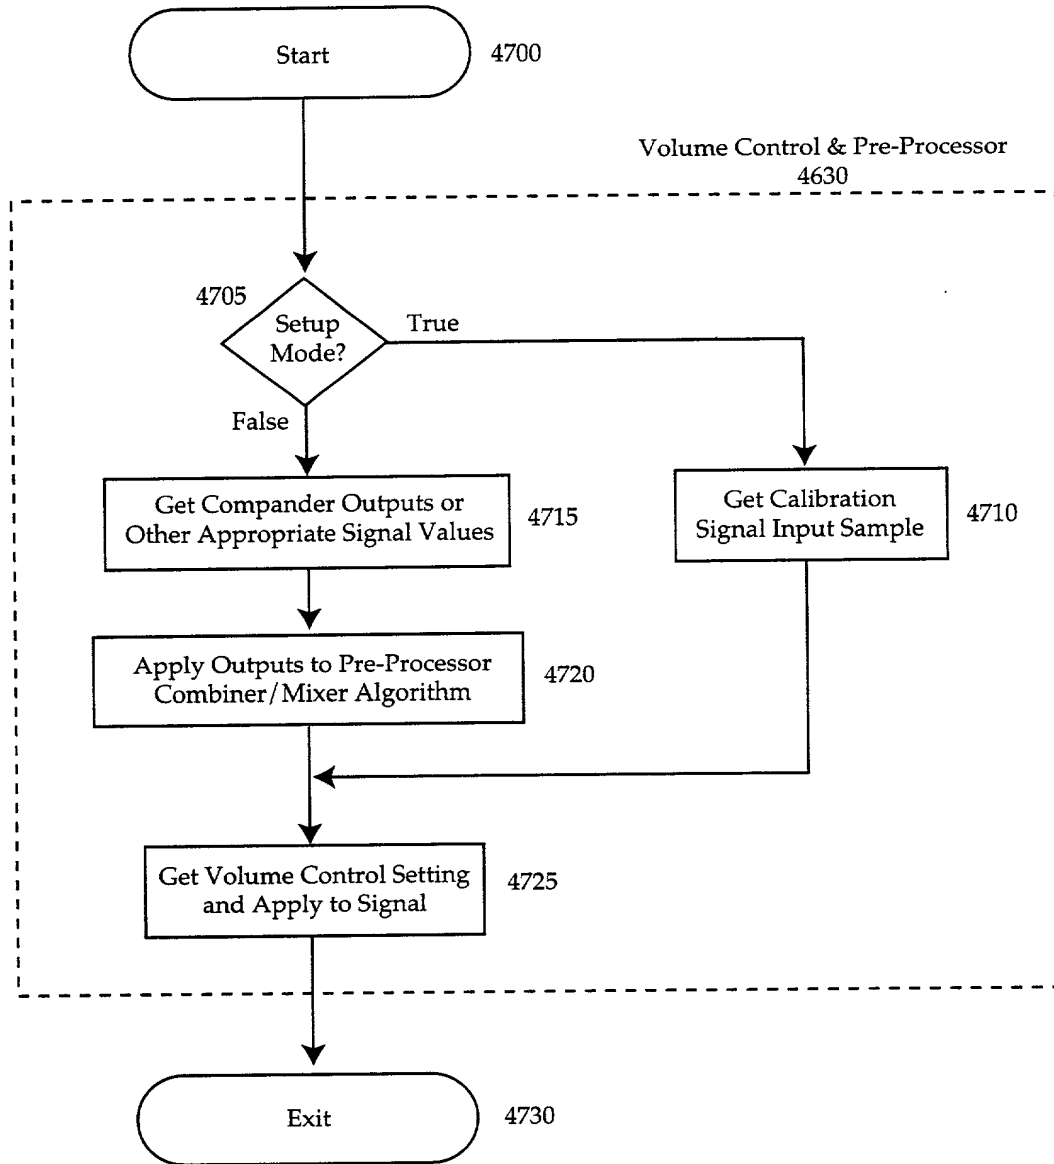 Start
4700
Volume Control & Pre-Processor
4630
4705
Setup
Mode?
True
False
Get Compander Outputs or
Other Appropriate Signal Values
4715
Get Calibration
Signal Input Sample
4710
Apply Outputs to Pre-Processor
Combiner/Mixer Algorithm
4720
Get Volume Control Setting
and Apply to Signal
4725
Exit
4730